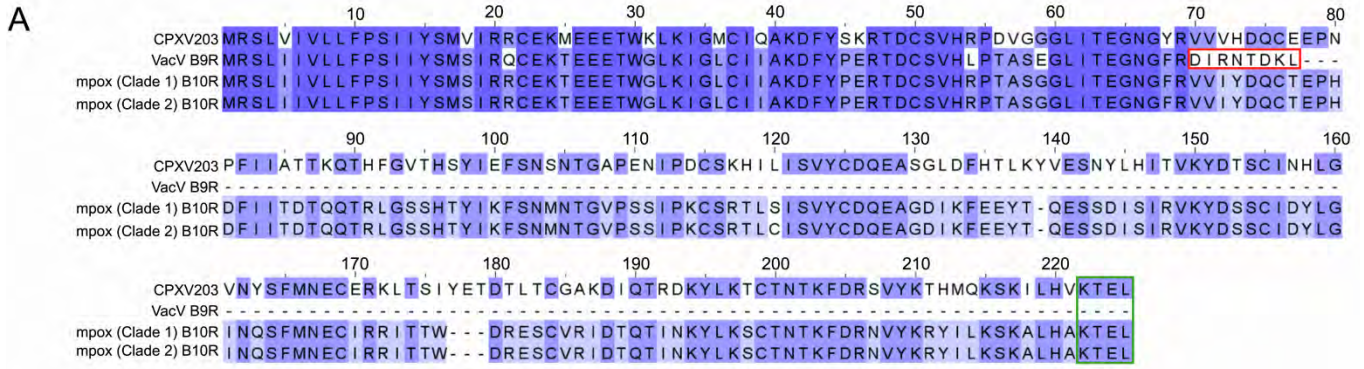 A
10 20 30 40 50 60 70 80
CPXV203 MRSLVIVLLFPSIIYSMVIRRCEKMEEETWKLKIGMCIQAKDFYSKRTDCSVHRPDVGGGLITEGNGYRVVVHDQCEEPN
VacV B9R MRSLIIVLLFPSIIYSMSIRQCEKTEEETWGLKIGLCIIAKDFYPERTDCSVHLPTASEGLITEGNGFRDIRNTDKL---
mpox (Clade 1) B10R MRSLIIVLLFPSIIYSMSIRRCEKTEEETWGLKIGLCIIAKDFYPERTDCSVHRPTASGGLITEGNGFRVVIYDQCTEPH
mpox (Clade 2) B10R MRSLIIVLLFPSIIYSMSIRRCEKTEEETWGLKIGLCIIAKDFYPERTDCSVHRPTASGGLITEGNGFRVVIYDQCTEPH
90 100 110 120 130 140 150 160
CPXV203 PFIIATTKQTHFGVTHSYIEFSNSNTGAPENIPDCSKHILISVYCDQEASGLDFHTLKYVESNYLHITVKYDTSCINHLG
VacV B9R --------------------------------------------------------------------------------
mpox (Clade 1) B10R DFIITDTQQTRLGSSHTYIKFSNMNTGVPSSIPKCSRTLSISVYCDQEAGDIKFEEYT-QESSDISIRVKYDSSCIDYLG
mpox (Clade 2) B10R DFIITDTQQTRLGSSHTYIKFSNMNTGVPSSIPKCSRTLCISVYCDQEAGDIKFEEYT-QESSDISIRVKYDSSCIDYLG
170 180 190 200 210 220
CPXV203 VNYSFMNECERKLTSIYETDTLTCGAKDIQTRDKYLKTCTNTKFDRSVYKTHMQKSKILHVKTEL
VacV B9R -----------------------------------------------------------------
mpox (Clade 1) B10R INQSFMNECIRRITTW---DRESCVRIDTQTINKYLKSCTNTKFDRNVYKRYILKSKALHAKTEL
mpox (Clade 2) B10R INQSFMNECIRRITTW---DRESCVRIDTQTINKYLKSCTNTKFDRNVYKRYILKSKALHAKTEL